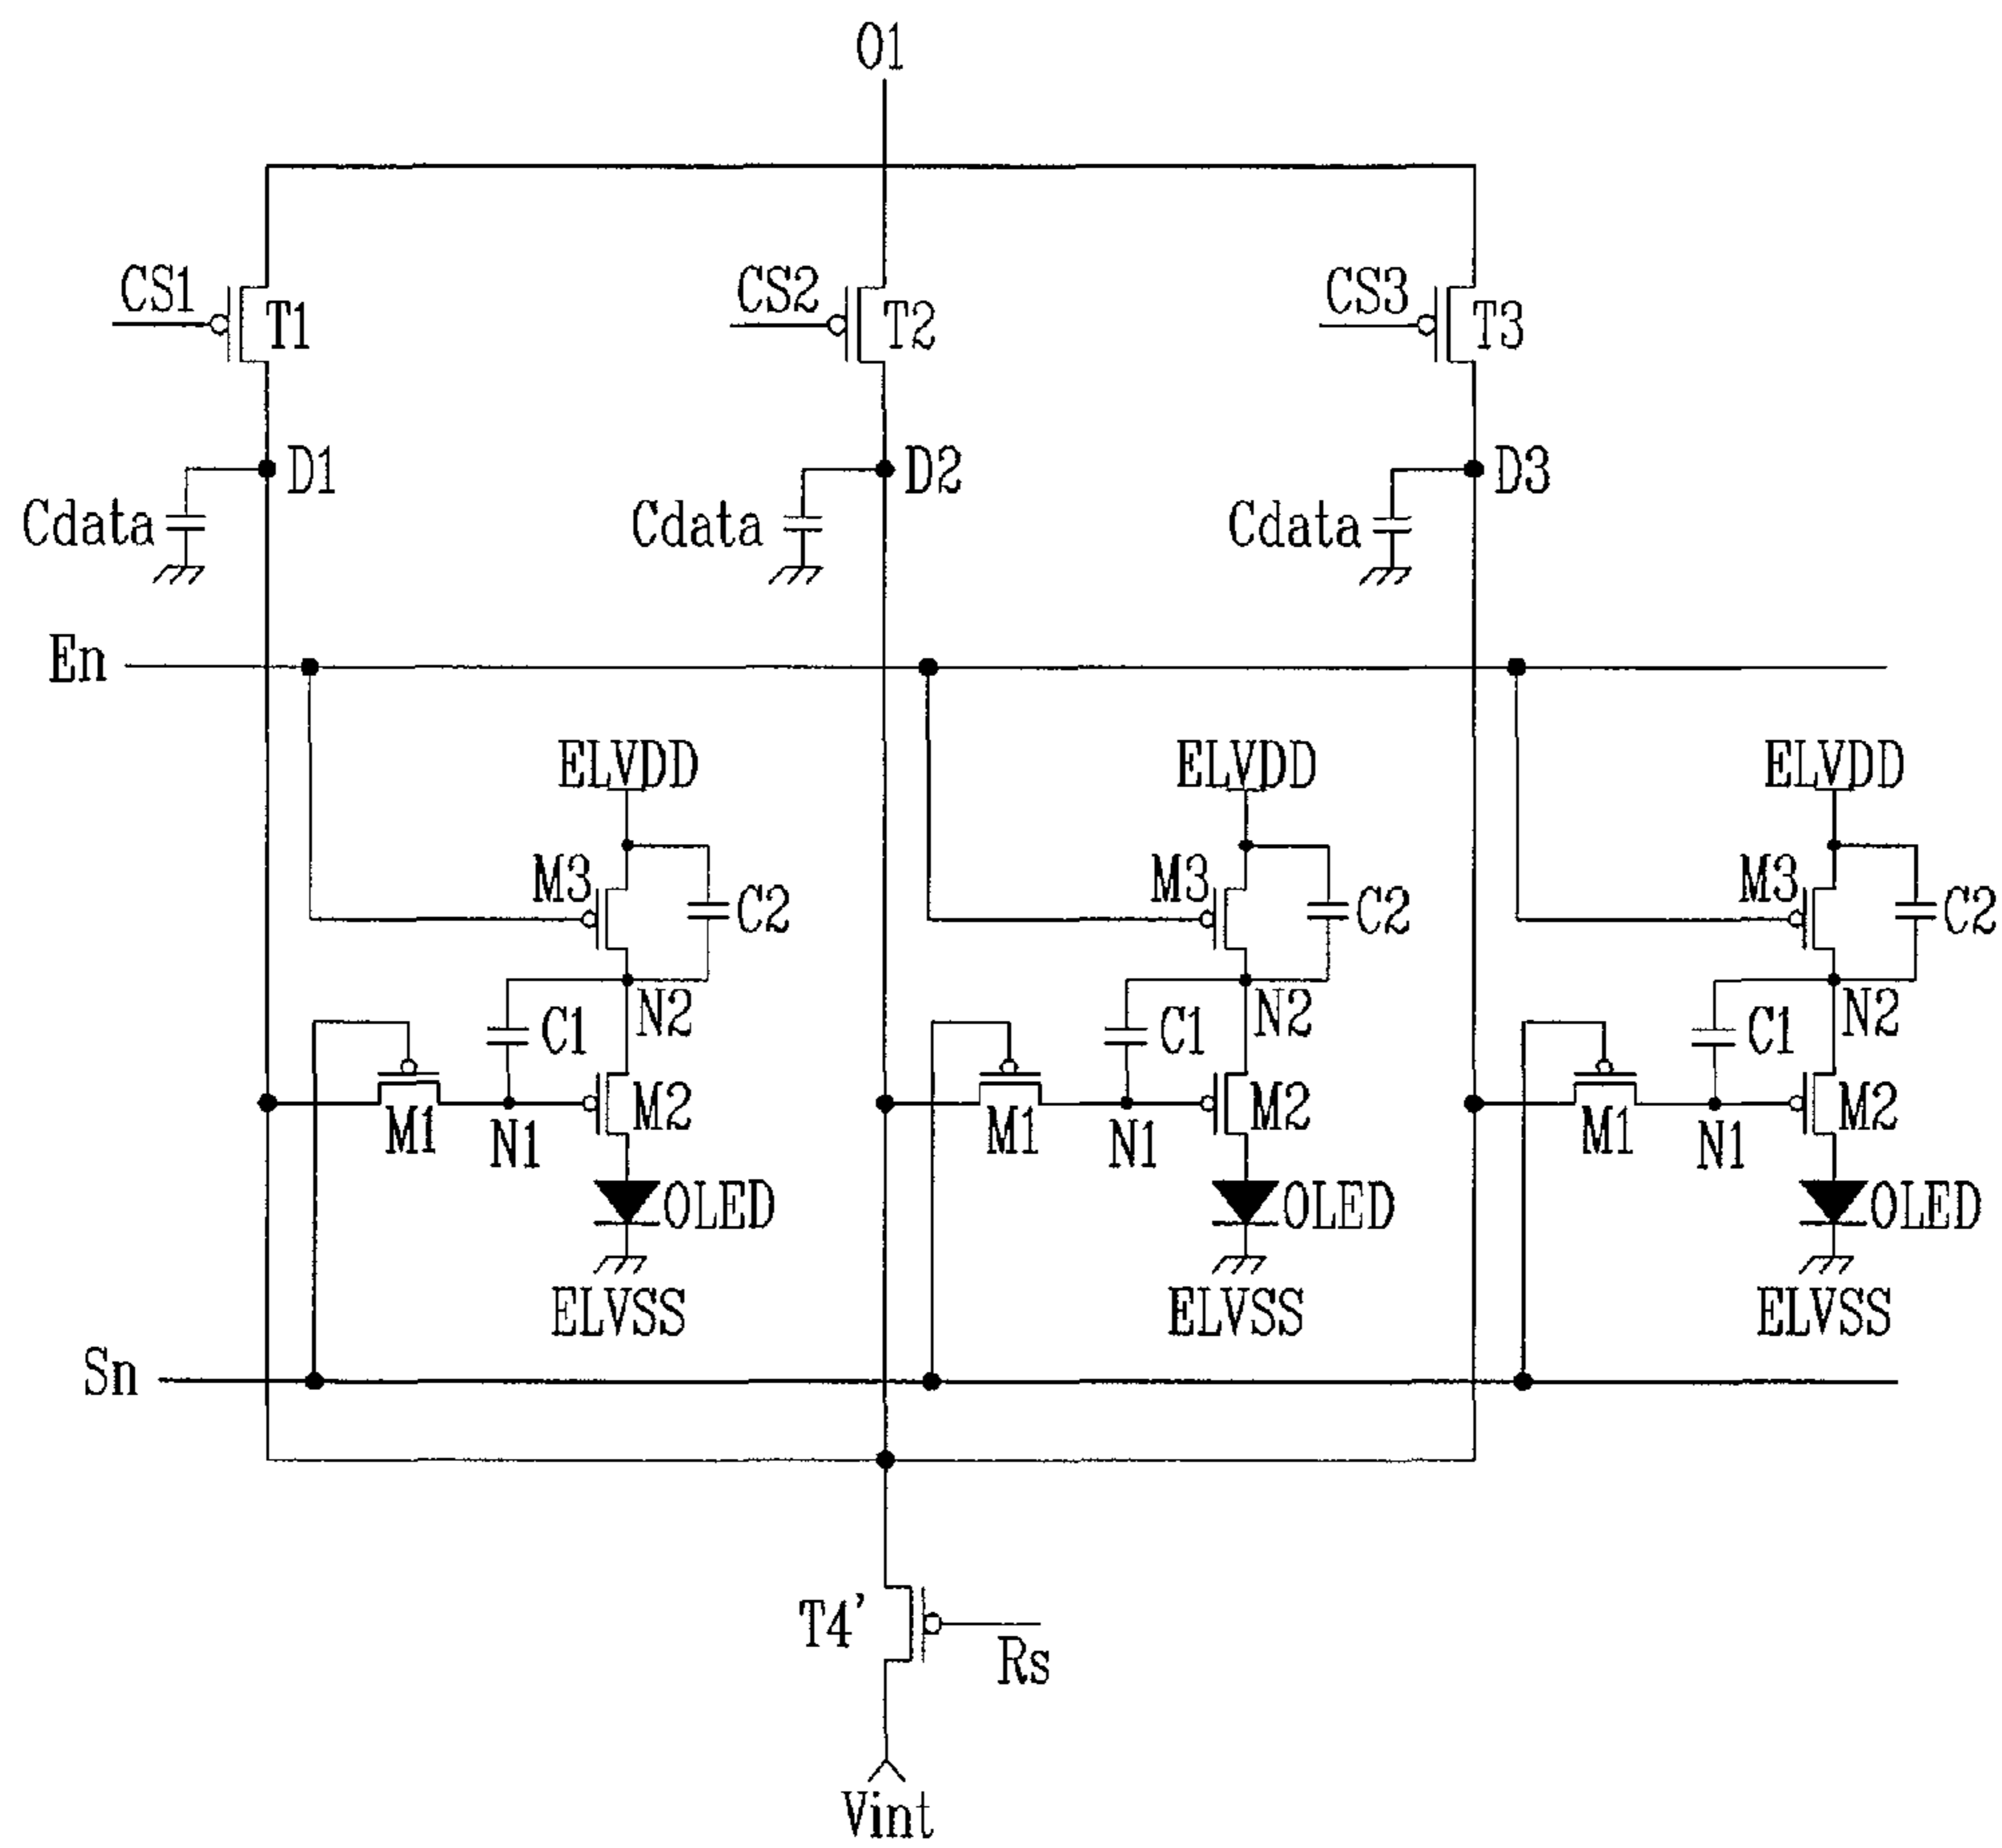 O1
CS1 T1 CS2 T2 CS3 T3
D1 D2 D3
Cdata Cdata Cdata
En
ELVDD ELVDD ELVDD
M3 C2 M3 C2 M3 C2
C1 N2 C1 N2 C1 N2
M1 N1 M2 M1 N1 M2 M1 N1 M2
OLED OLED OLED
ELVSS ELVSS ELVSS
Sn
T4' Rs
Vint